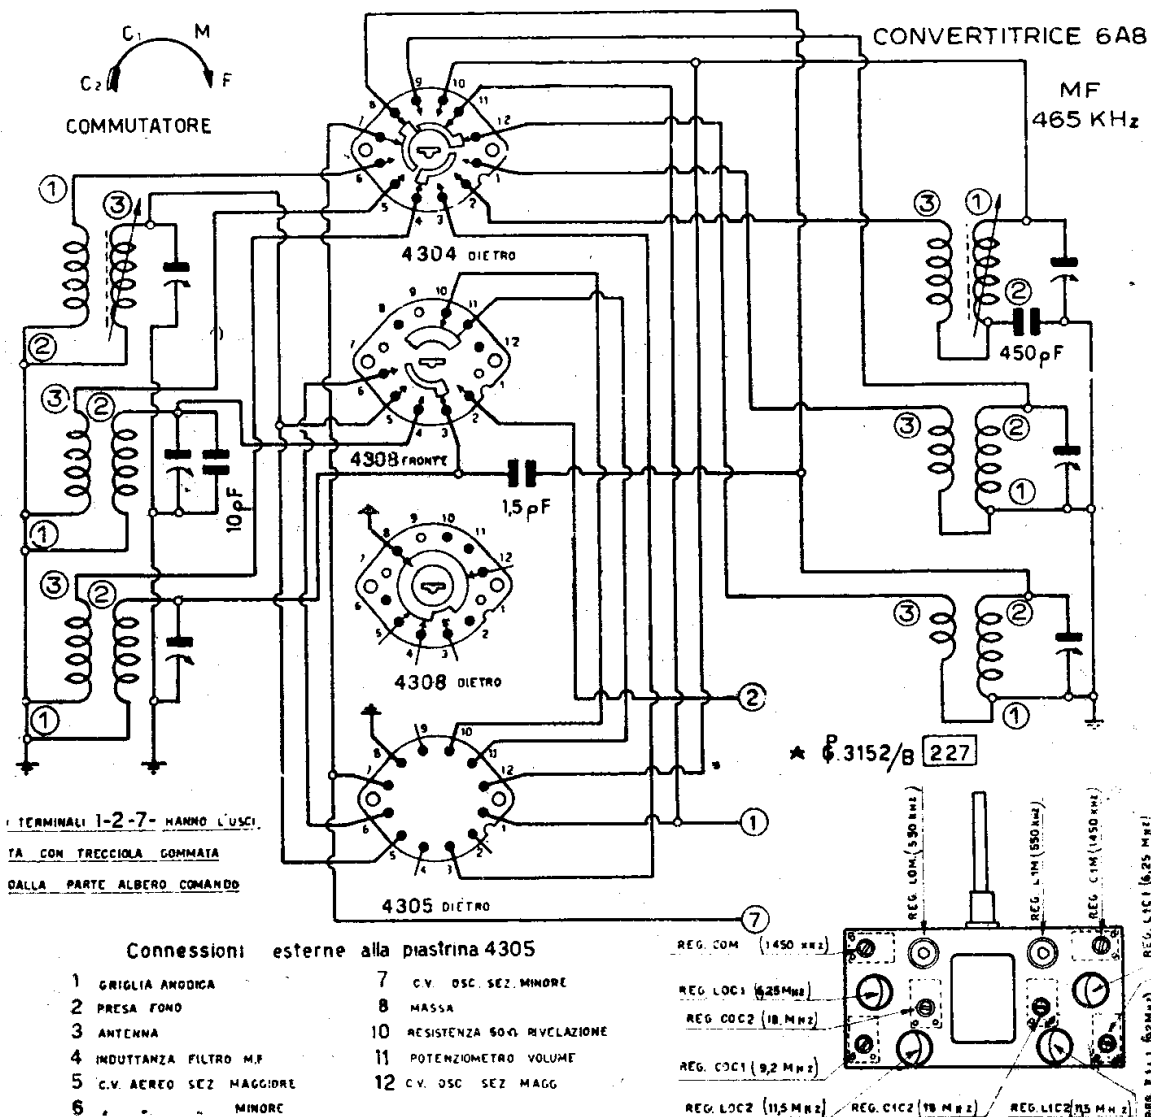 CONVERTITRICE 6A8
MF
465 KHz
C1 M
C2 F
COMMUTATORE
4304 DIETRO
4308 FRONTE
4308 DIETRO
4305 DIETRO
450pF
10pF
1,5pF
3152/B 227
TERMINALI 1-2-7- HANNO L'USCI
TA CON TRECCIOLA GOMMATA
DALLA PARTE ALBERO COMANDO
Connessioni esterne alla piastrina 4305
1 GRIGLIA ANODICA
2 PRESA FONO
3 ANTENNA
4 INDUTTANZA FILTRO M.F
5 C.V. AEREO SEZ MAGGIORE
6 MINORE
7 C.V. OSC. SEZ. MINORE
8 MASSA
10 RESISTENZA 50Ω RIVELAZIONE
11 POTENZIOMETRO VOLUME
12 C.V. OSC SEZ MAGG
REG. LOM. (550 KHz)
REG. L1M (550 KHz)
REG C1M (1450 KHz)
REG. COM (1450 KHz)
REG LOC1 (6,25 MHz)
REG COC2 (18 MHz)
REG. COC1 (9,2 MHz)
REG. LOC2 (11,5 MHz)
REG. C1C2 (18 MHz)
REG. L1C2 (11,5 MHz)
REG. L1C1 (6,25 MHz)